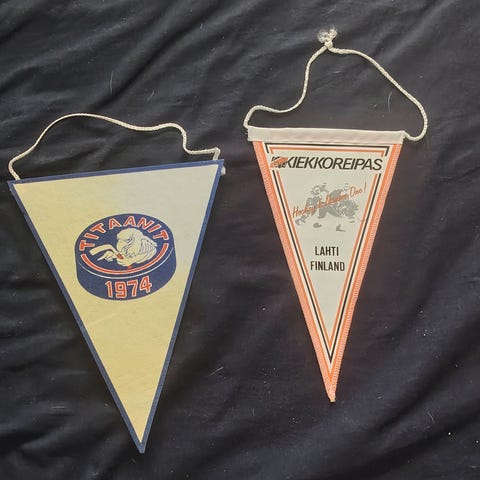 TITAANIT
1974
KIEKKOREIPAS
LAHTI
FINLAND